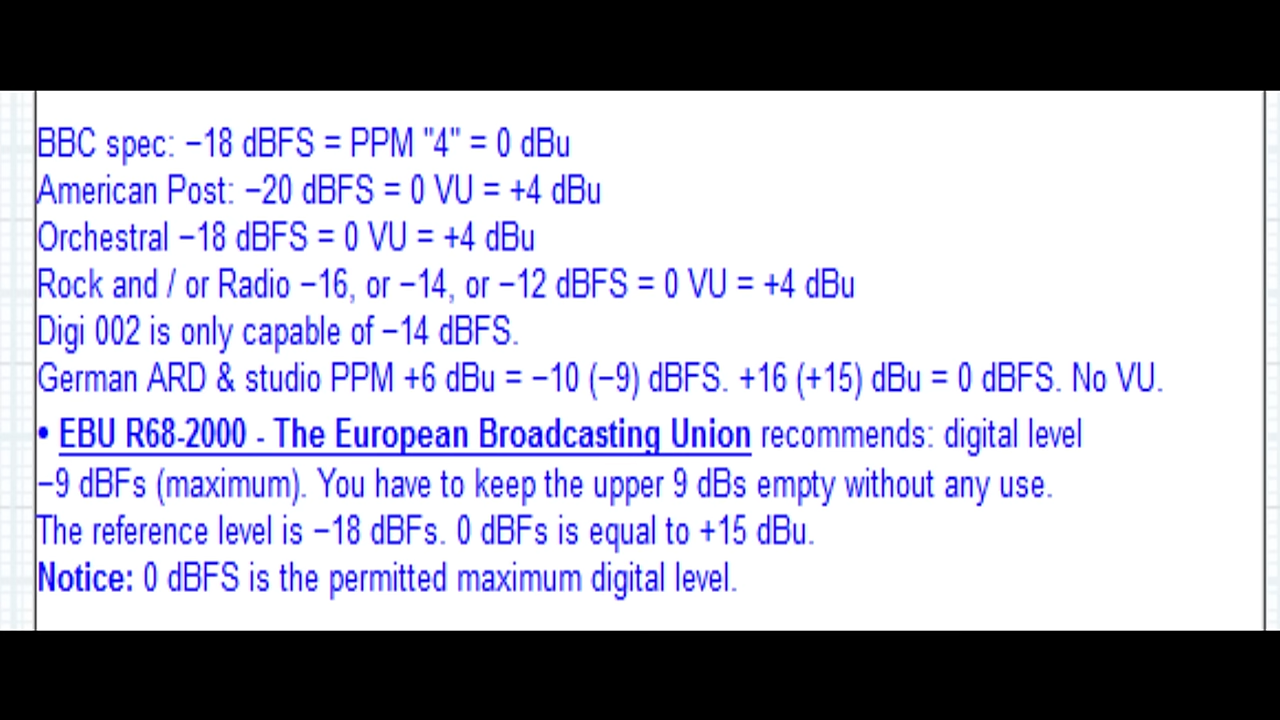 BBC spec: −18 dBFS = PPM "4" = 0 dBu
American Post: −20 dBFS = 0 VU = +4 dBu
Orchestral −18 dBFS = 0 VU = +4 dBu
Rock and / or Radio −16, or −14, or −12 dBFS = 0 VU = +4 dBu
Digi 002 is only capable of −14 dBFS.
German ARD & studio PPM +6 dBu = −10 (−9) dBFS. +16 (+15) dBu = 0 dBFS. No VU.
• EBU R68-2000 - The European Broadcasting Union recommends: digital level
−9 dBFs (maximum). You have to keep the upper 9 dBs empty without any use.
The reference level is −18 dBFs. 0 dBFs is equal to +15 dBu.
Notice: 0 dBFS is the permitted maximum digital level.